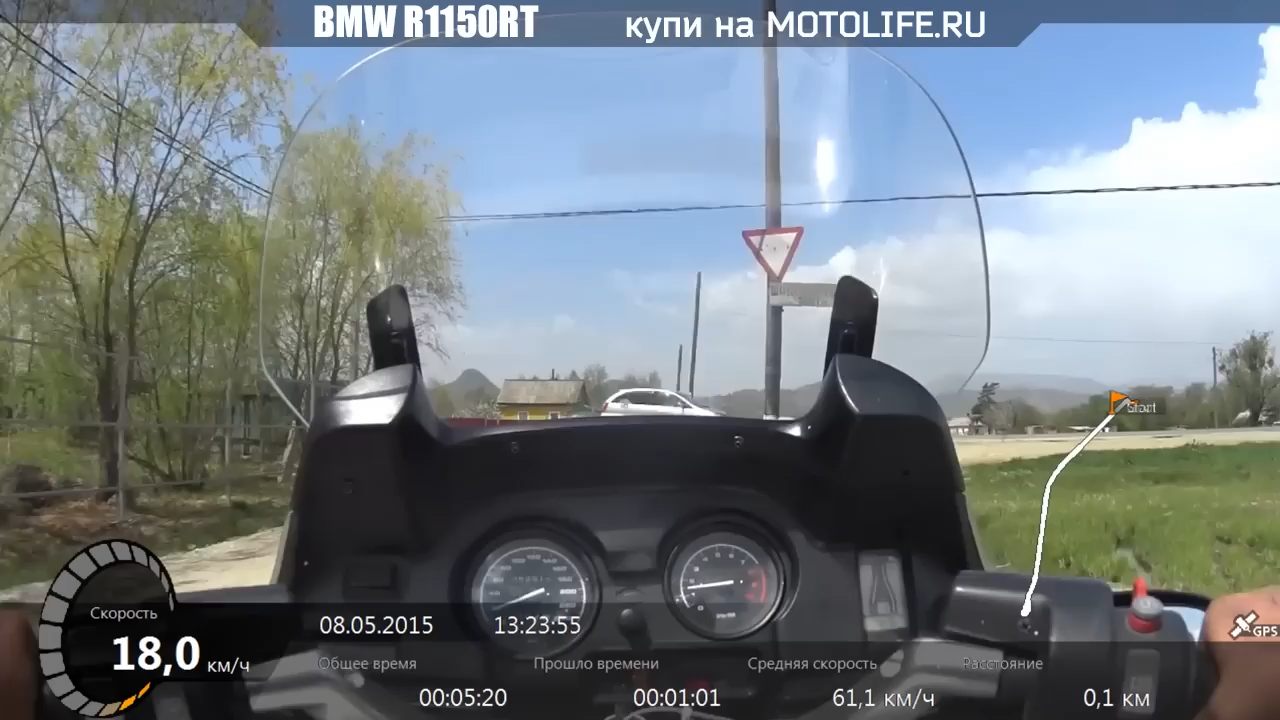 BMW R1150RT купи на MOTOLIFE.RU
Start
Скорость
18,0 км/ч
GPS
08.05.2015 13:23:55
Общее время Прошло времени Средняя скорость Расстояние
00:05:20 00:01:01 61,1 км/ч 0,1 км